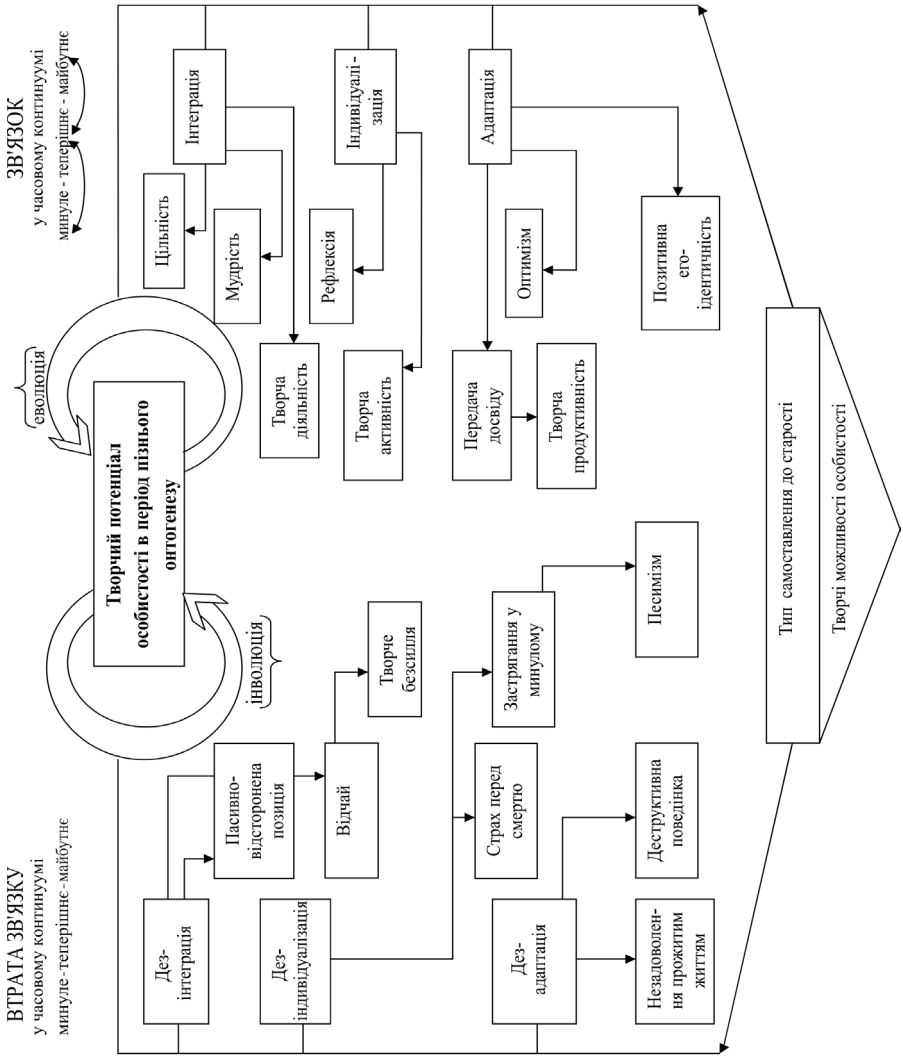 ВТРАТА ЗВ'ЯЗКУ
у часовому континуумі
минуле-теперішнє-майбутнє
ЗВ'ЯЗОК
у часовому континуумі
минуле - теперішнє - майбутнє
інволюція
еволюція
Творчий потенціал
особистості в період пізнього
онтогенезу
Дез-
інтеграція
Пасивно-
відсторонена
позиція
Відчай
Творче
безсилля
Дез-
індивідуалізація
Страх перед
смертю
Застрягання у
минулому
Песимізм
Дез-
адаптація
Незадоволен-
ня прожитим
життям
Деструктивна
поведінка
Інтеграція
Цільність
Мудрість
Творча
діяльність
Індивідуалі-
зація
Рефлексія
Творча
активність
Адаптація
Оптимізм
Передача
досвіду
Творча
продуктивність
Позитивна
его-
ідентичність
Тип самоставлення до старості
Творчі можливості особистості